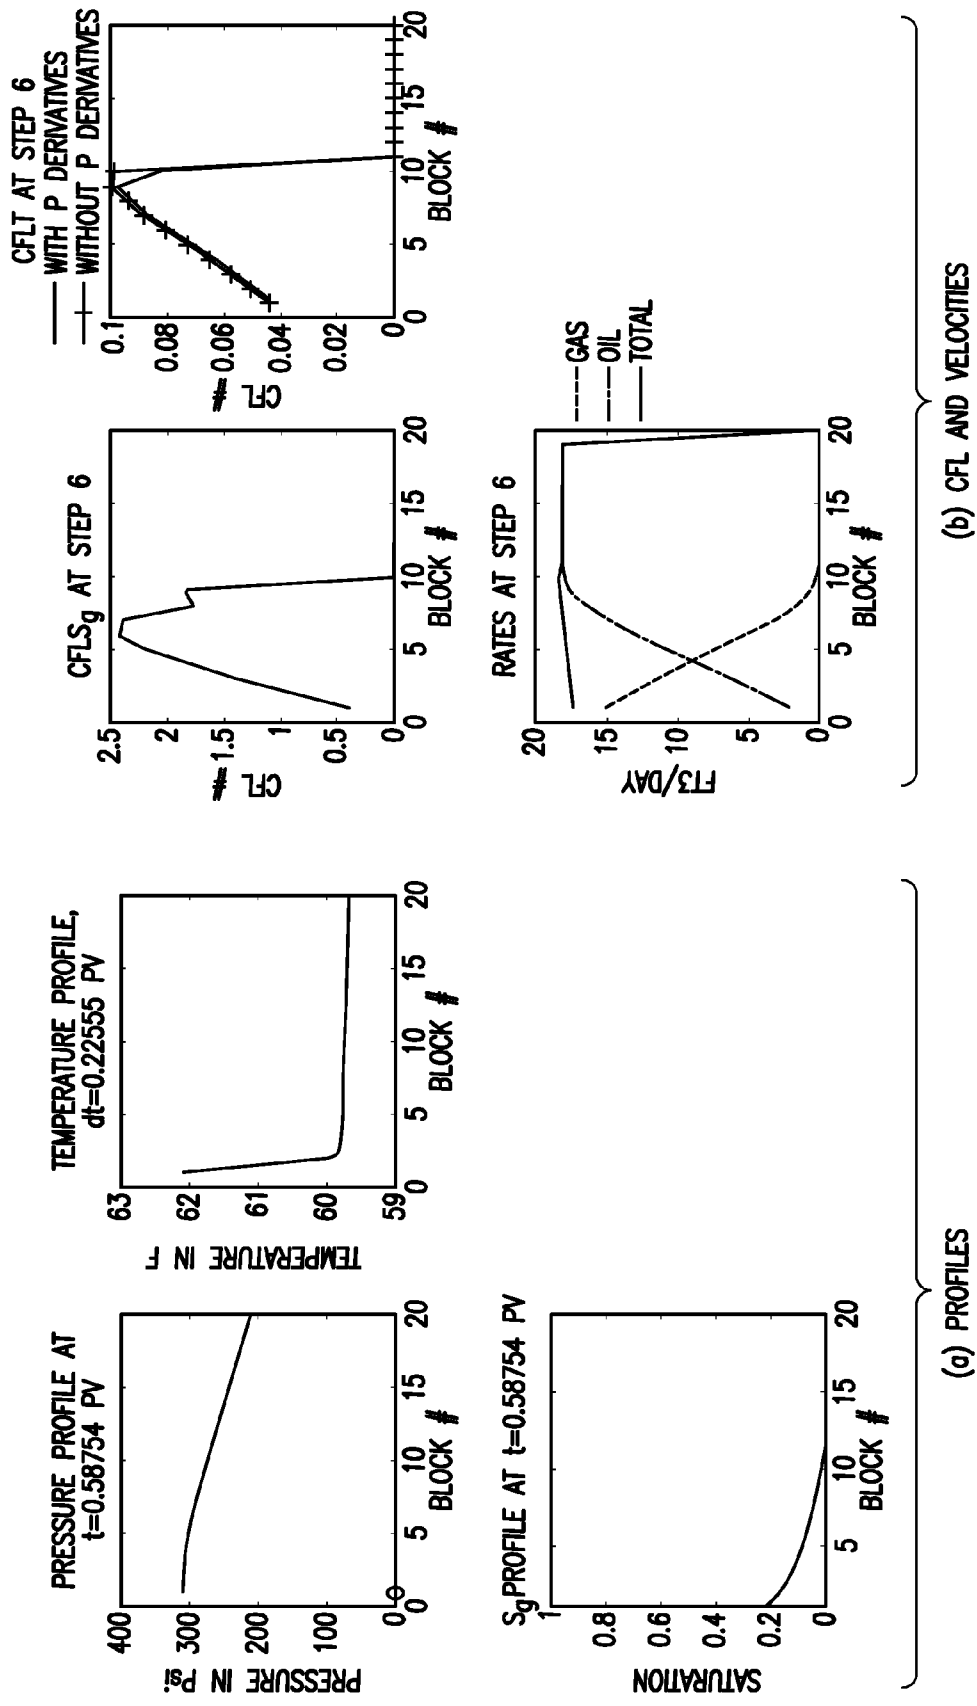 PRESSURE PROFILE AT
t=0.58754 PV
400
300
200
100
0
PRESSURE IN Psi
0
5
10
15
20
BLOCK #
TEMPERATURE PROFILE,
dt=0.22555 PV
63
62
61
60
59
TEMPERATURE IN F
0
5
10
15
20
BLOCK #
SgPROFILE AT t=0.58754 PV
1
0.8
0.6
0.4
0.2
0
SATURATION
5
10
15
20
BLOCK #
(a) PROFILES
CFLSg AT STEP 6
2.5
2
1.5
1
0.5
0
CFL #
0
5
10
15
20
BLOCK #
CFLT AT STEP 6
WITH P DERIVATIVES
WITHOUT P DERIVATIVES
0.1
0.08
0.06
0.04
0.02
0
CFL #
0
5
10
15
20
BLOCK #
RATES AT STEP 6
20
15
10
5
0
FT3/DAY
0
5
10
15
20
BLOCK #
GAS
OIL
TOTAL
(b) CFL AND VELOCITIES